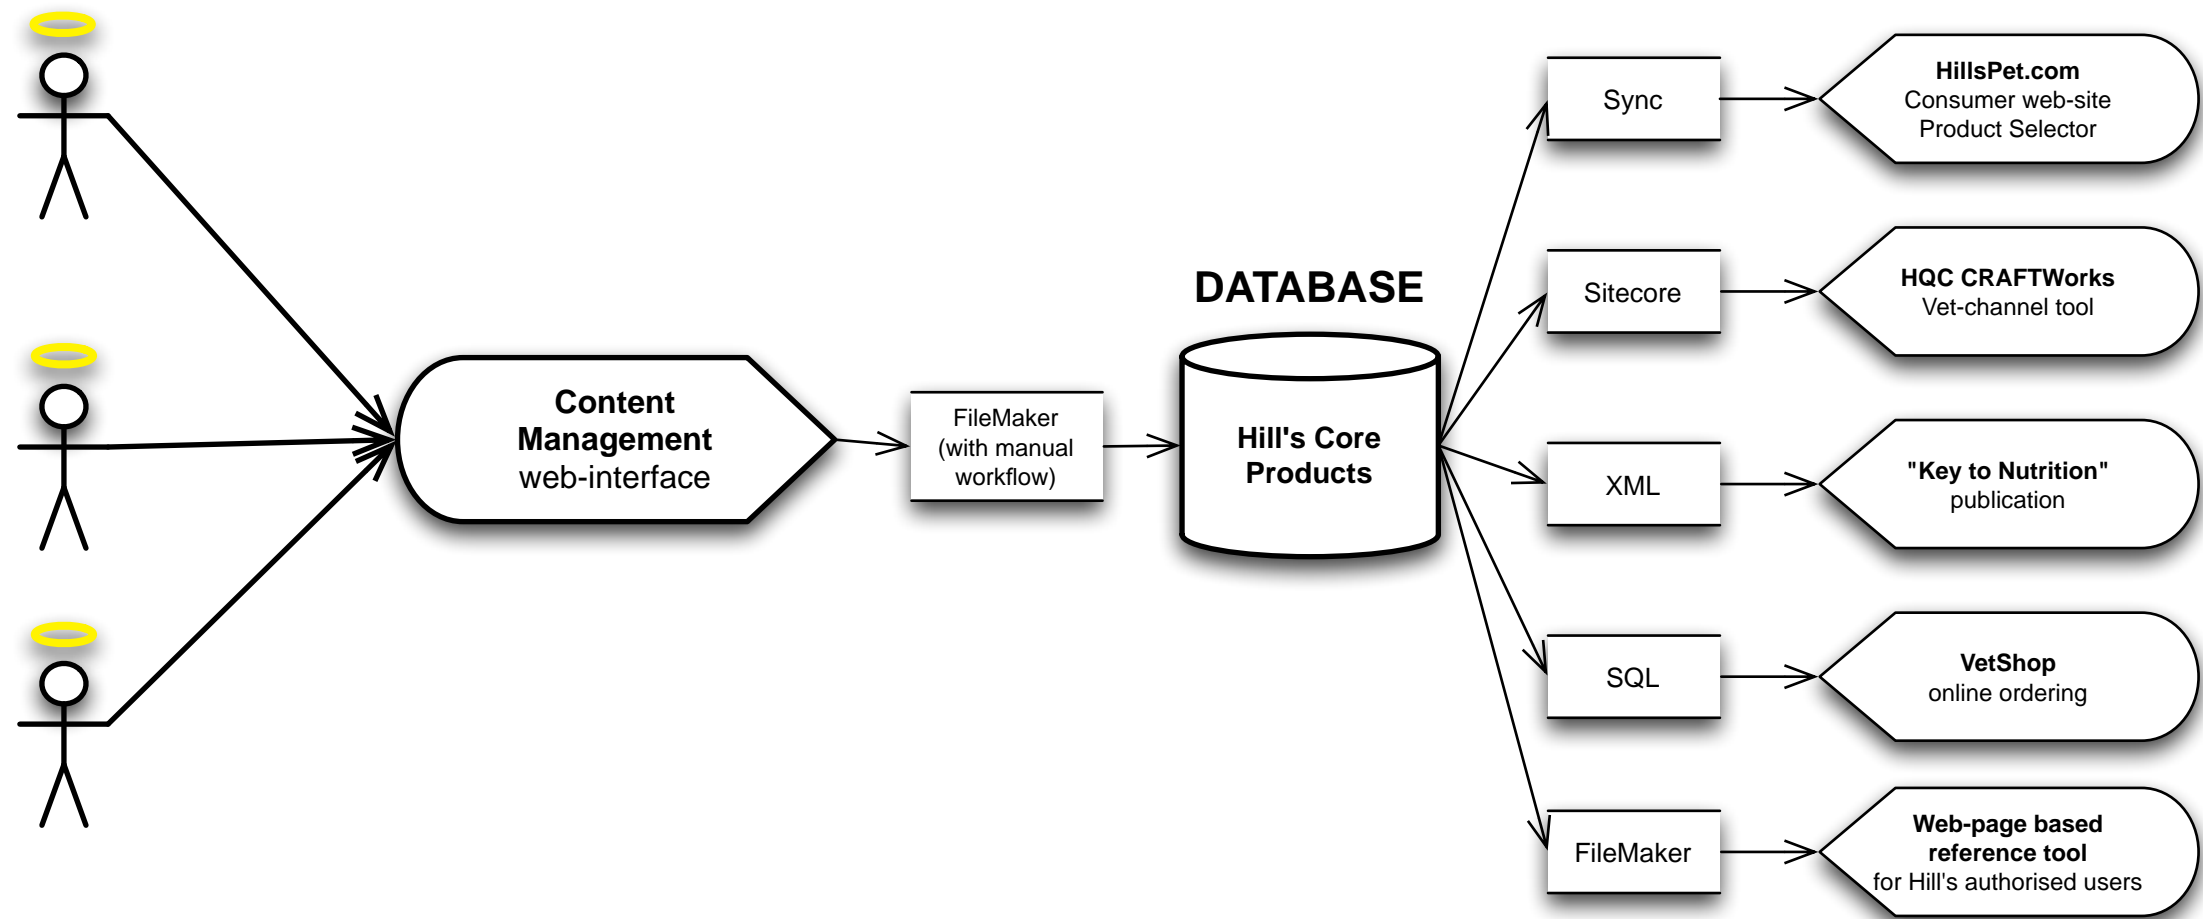 Content
Management
web-interface
FileMaker
(with manual
workflow)
DATABASE
Hill's Core
Products
Sync
HillsPet.com
Consumer web-site
Product Selector
Sitecore
HQC CRAFTWorks
Vet-channel tool
XML
"Key to Nutrition"
publication
SQL
VetShop
online ordering
FileMaker
Web-page based
reference tool
for Hill's authorised users